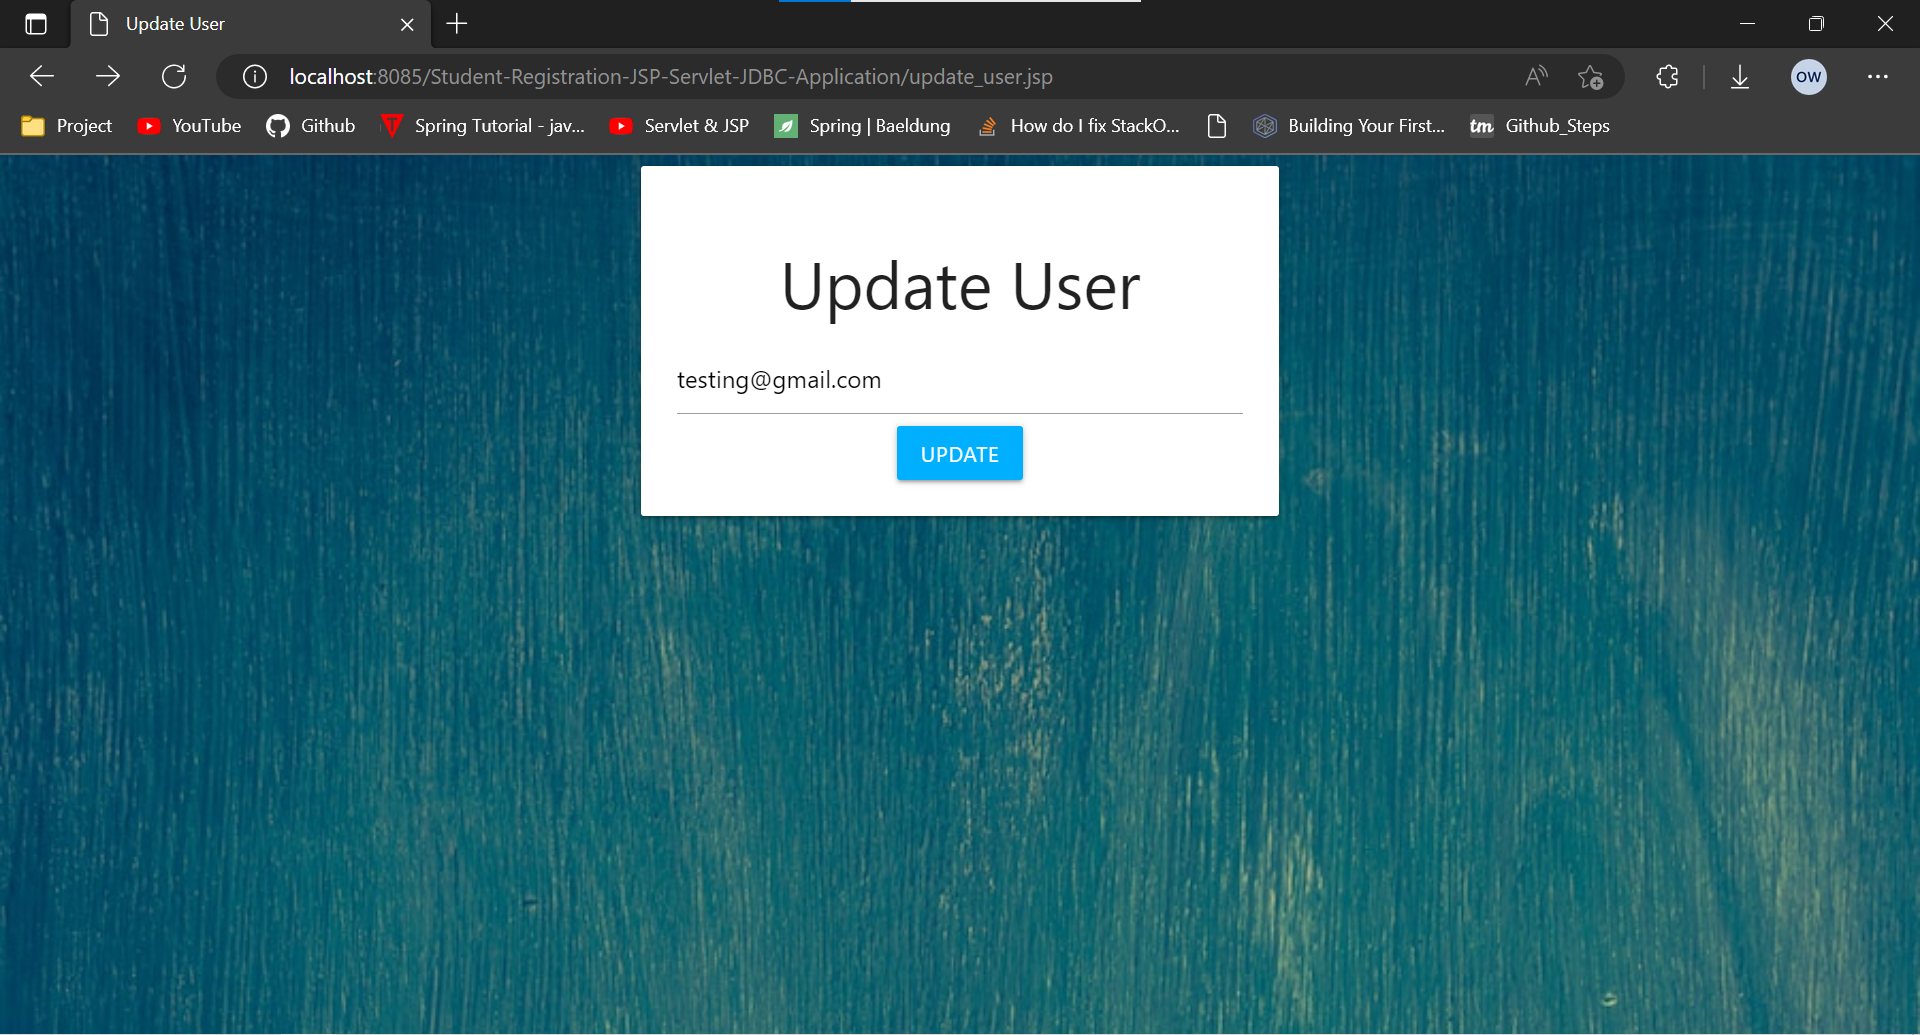 Update User
localhost:8085/Student-Registration-JSP-Servlet-JDBC-Application/update_user.jsp
A
OW
Project
YouTube
Github
Spring Tutorial - jav...
Servlet & JSP
Spring | Baeldung
How do I fix StackO...
Building Your First...
tm
Github_Steps
Update User
testing@gmail.com
UPDATE